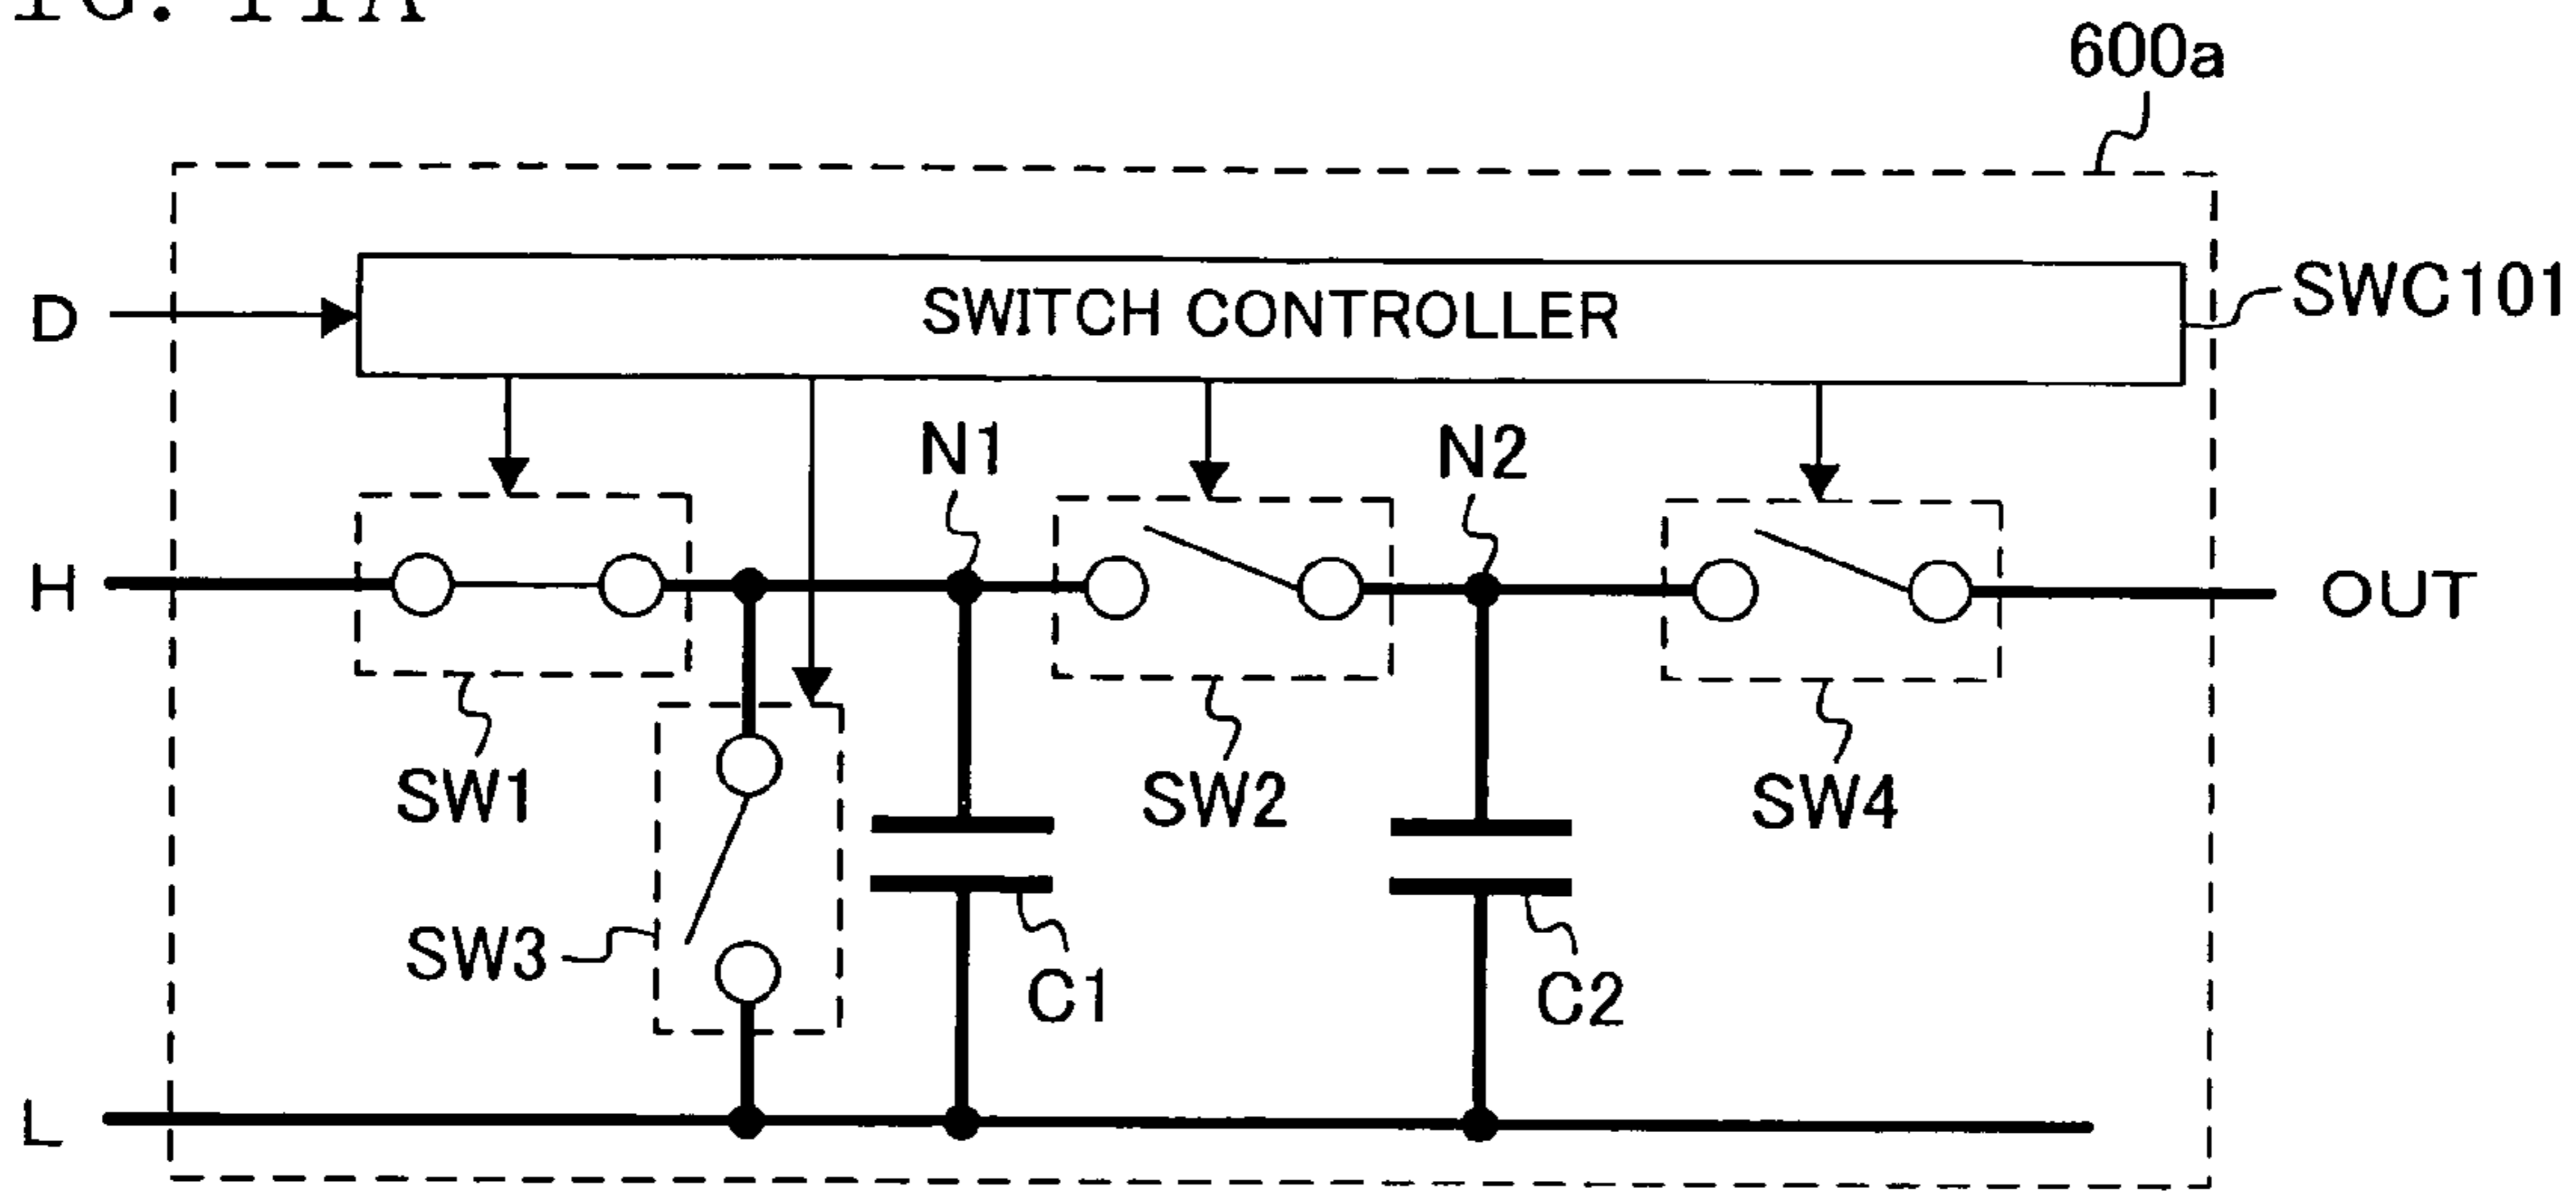 600a
D
SWITCH CONTROLLER
SWC101
N1
N2
H
OUT
SW1
SW2
SW4
SW3
C1
C2
L